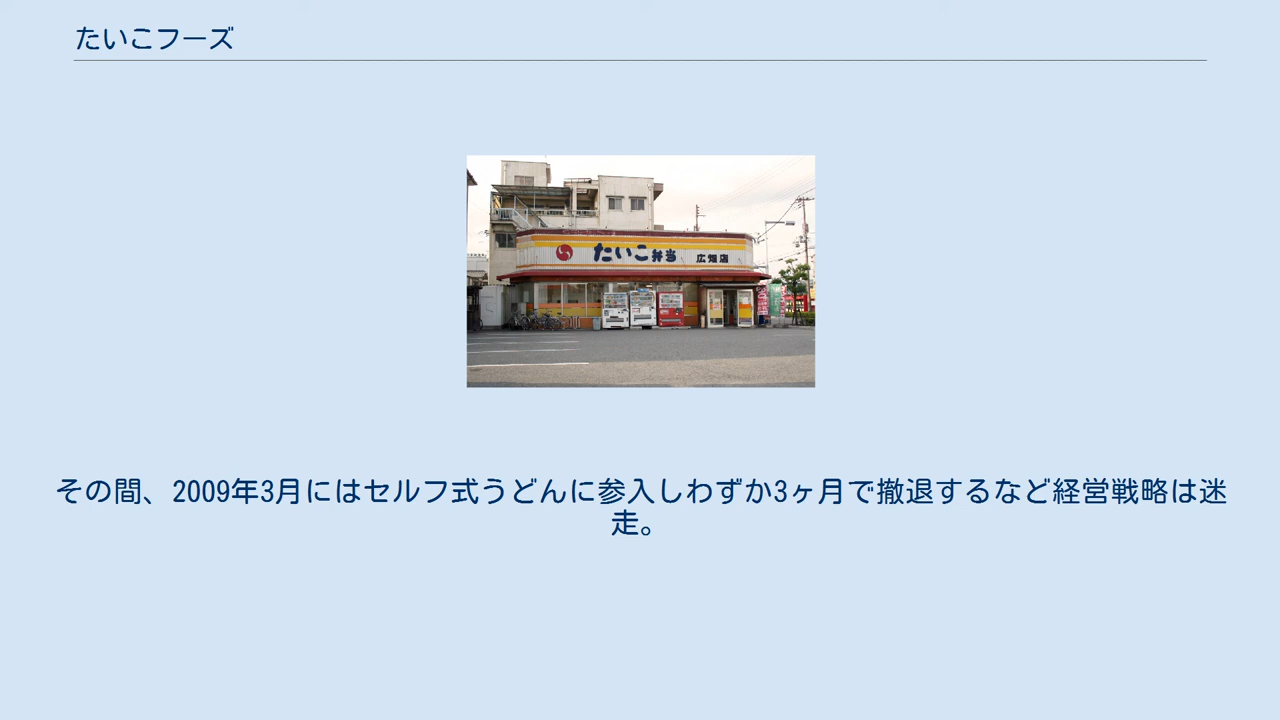 たいこフーズ
たいこ弁当 広畑店
その間、2009年3月にはセルフ式うどんに参入しわずか3ヶ月で撤退するなど経営戦略は迷
走。